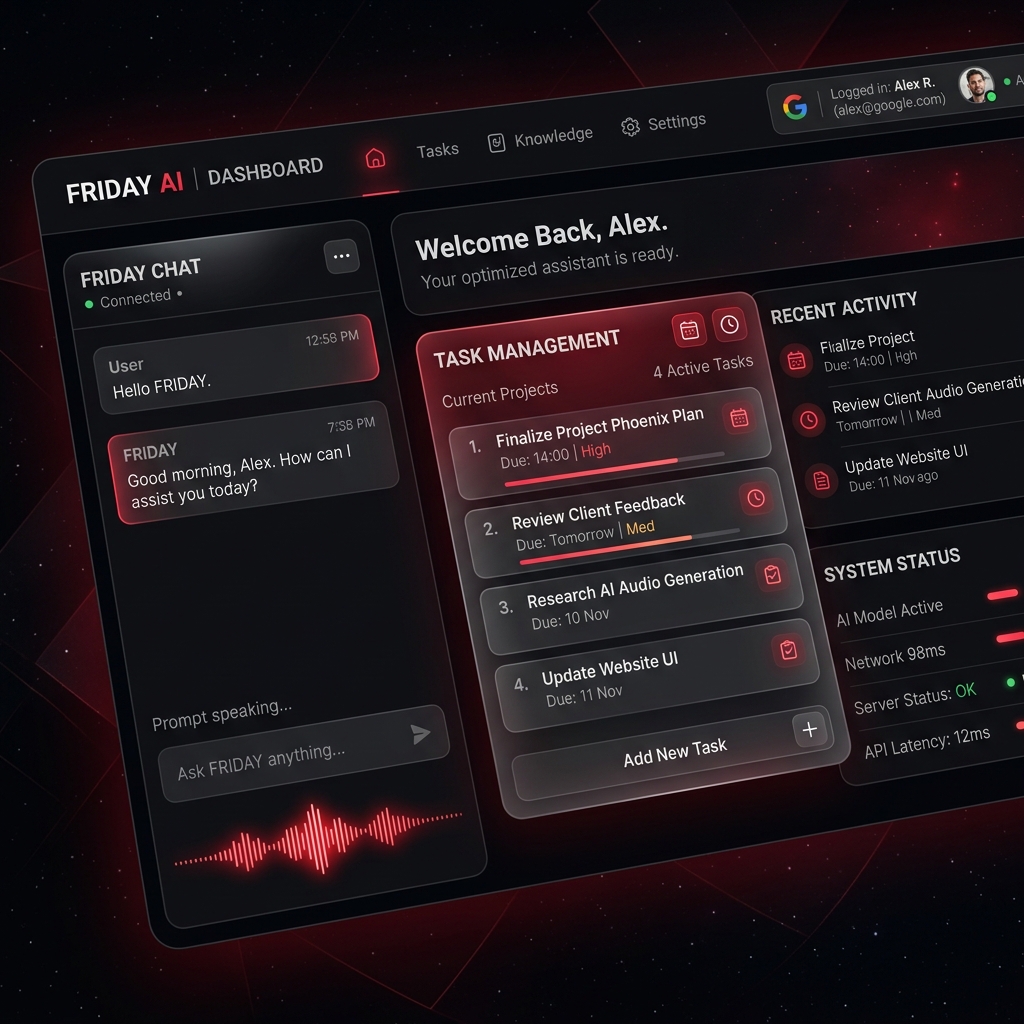 FRIDAY AI | DASHBOARD
Tasks
Knowledge
Settings
G
Logged in: Alex R.
(alex@google.com)
FRIDAY CHAT
Connected
User
12:58 PM
Hello FRIDAY.
FRIDAY
7:58 PM
Good morning, Alex. How can I
assist you today?
Prompt speaking...
Ask FRIDAY anything...
Welcome Back, Alex.
Your optimized assistant is ready.
TASK MANAGEMENT
Current Projects
4 Active Tasks
1. Finalize Project Phoenix Plan
Due: 14:00 | High
2. Review Client Feedback
Due: Tomorrow | Med
3. Research AI Audio Generation
Due: 10 Nov
4. Update Website UI
Due: 11 Nov
Add New Task
RECENT ACTIVITY
Project
Due: 14:00 | Hgh
Review Client Audio Generatio
Tomorrow | | Med
Update Website UI
Due: 11 Nov ago
SYSTEM STATUS
AI Model Active
Network 98ms
Server Status: OK
API Latency: 12ms